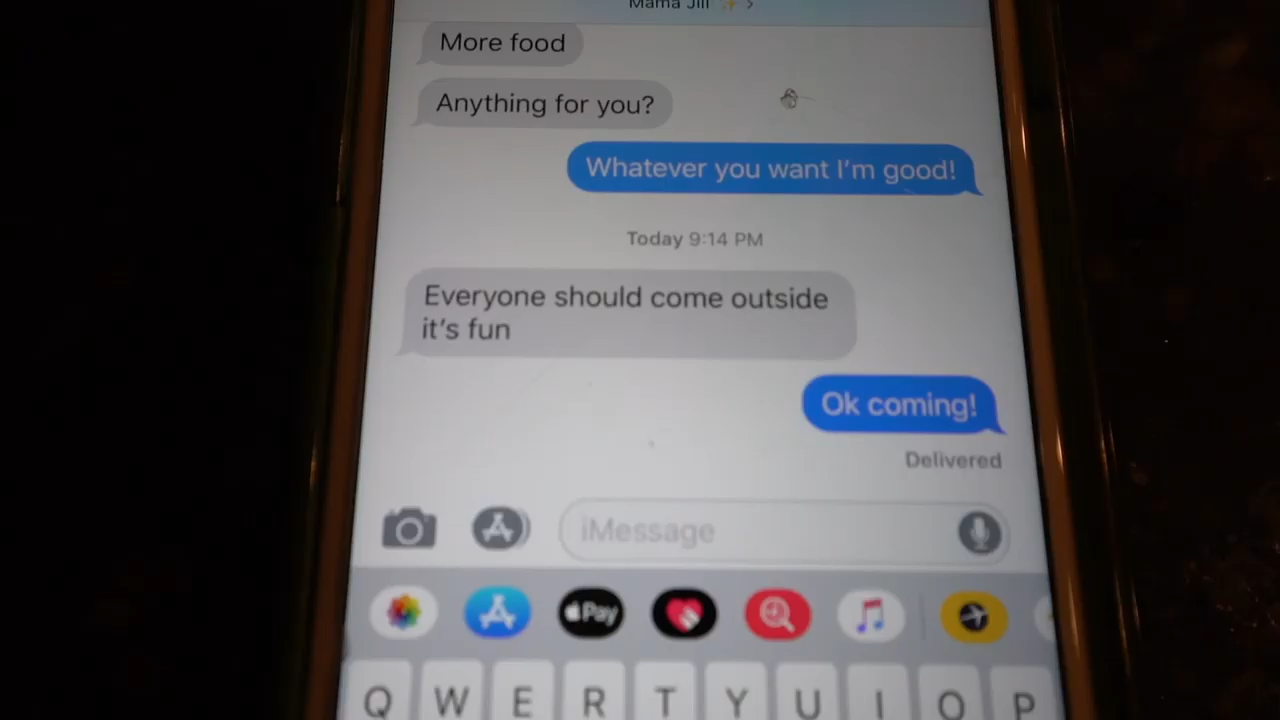 Mama Jill ✨ >
More food
Anything for you?
Whatever you want I'm good!
Today 9:14 PM
Everyone should come outside
it's fun
Ok coming!
Delivered
iMessage
Pay
Q W E R T Y U I O P